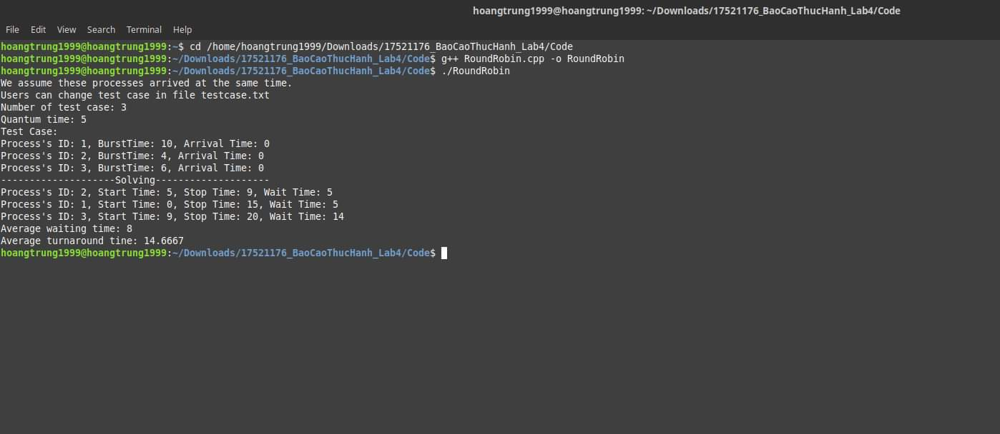 hoangtrung1999@hoangtrung1999: ~/Downloads/17521176_BaoCaoThucHanh_Lab4/Code
File Edit View Search Terminal Help
hoangtrung1999@hoangtrung1999:~$ cd /home/hoangtrung1999/Downloads/17521176_BaoCaoThucHanh_Lab4/Code
hoangtrung1999@hoangtrung1999:~/Downloads/17521176_BaoCaoThucHanh_Lab4/Code$ g++ RoundRobin.cpp -o RoundRobin
hoangtrung1999@hoangtrung1999:~/Downloads/17521176_BaoCaoThucHanh_Lab4/Code$ ./RoundRobin
We assume these processes arrived at the same time.
Users can change test case in file testcase.txt
Number of test case: 3
Quantum time: 5
Test Case:
Process's ID: 1, BurstTime: 10, Arrival Time: 0
Process's ID: 2, BurstTime: 4, Arrival Time: 0
Process's ID: 3, BurstTime: 6, Arrival Time: 0
--------------------Solving--------------------
Process's ID: 2, Start Time: 5, Stop Time: 9, Wait Time: 5
Process's ID: 1, Start Time: 0, Stop Time: 15, Wait Time: 5
Process's ID: 3, Start Time: 9, Stop Time: 20, Wait Time: 14
Average waiting time: 8
Average turnaround tine: 14.6667
hoangtrung1999@hoangtrung1999:~/Downloads/17521176_BaoCaoThucHanh_Lab4/Code$